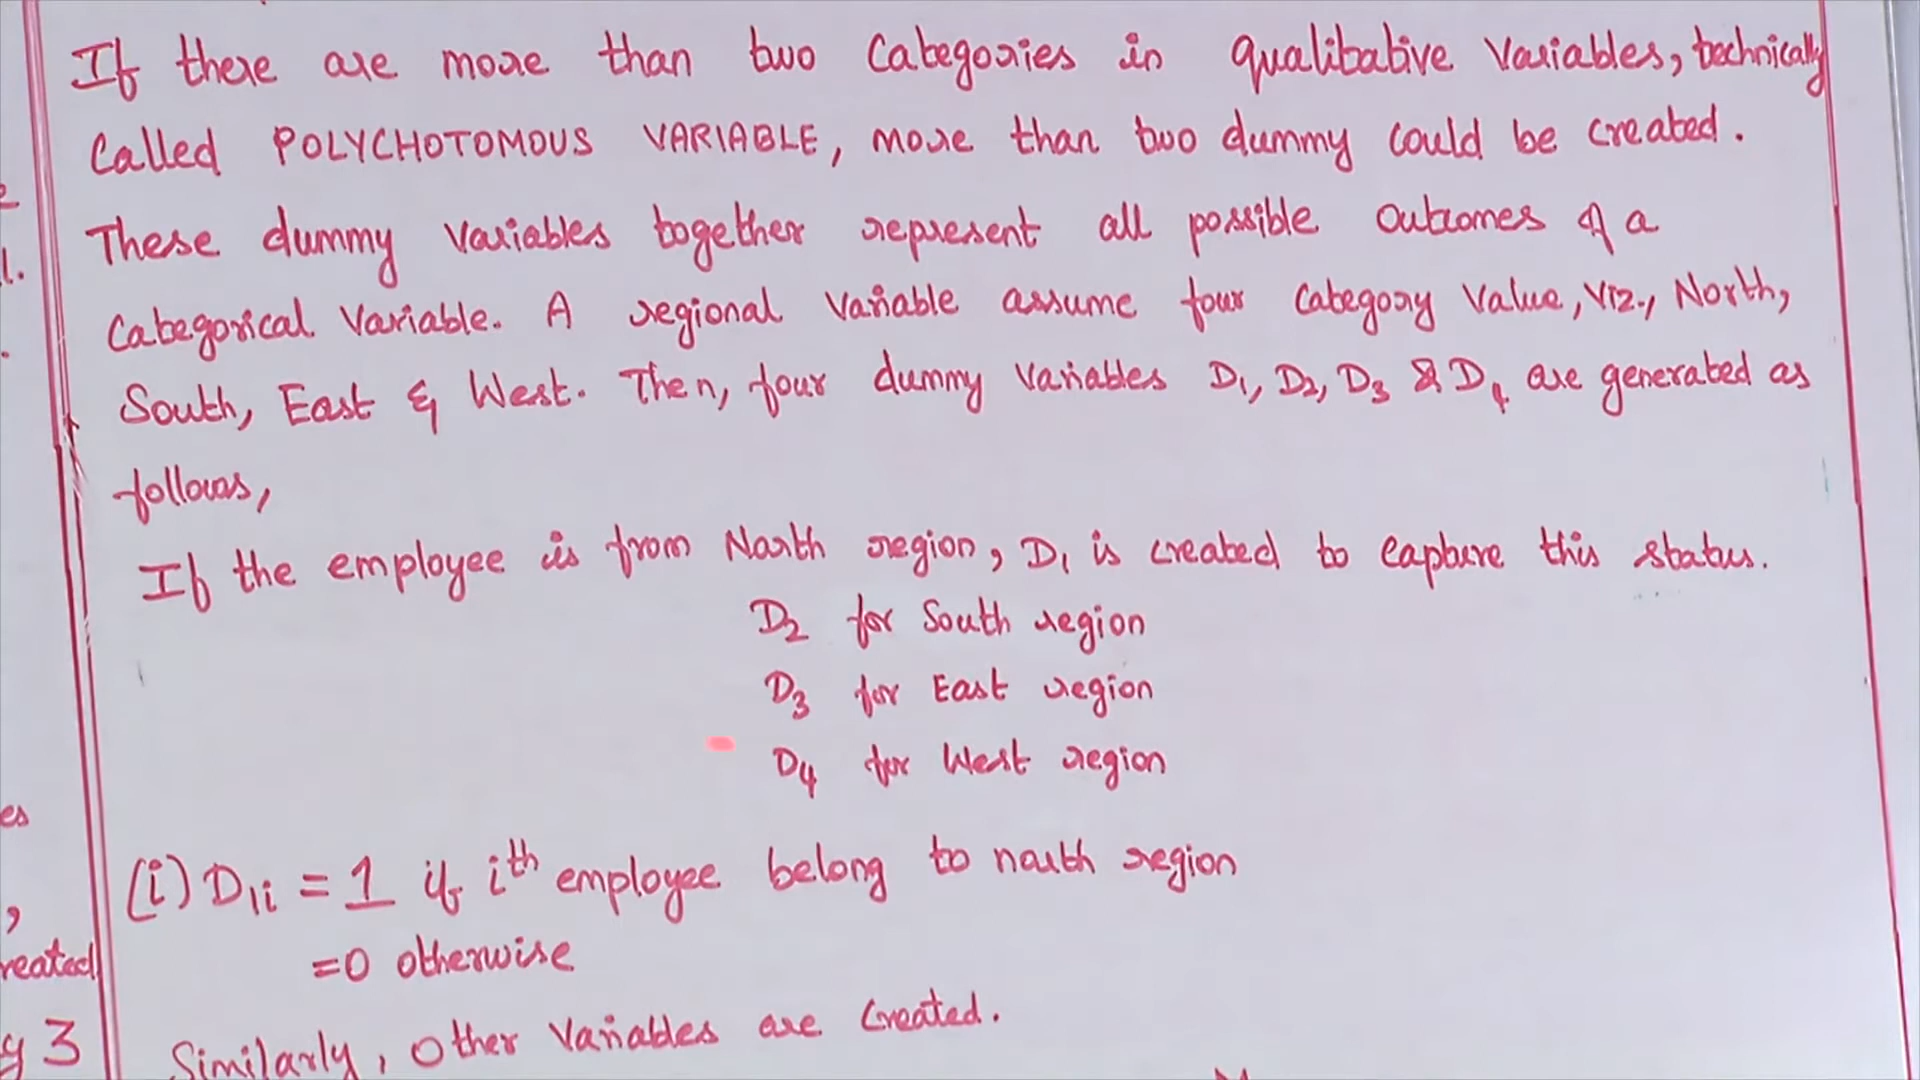 If there are more than two Categories in qualitative Variables, technically
Called POLYCHOTOMOUS VARIABLE, more than two dummy could be created.
These dummy variables together represent all possible outcomes of a
Categorical Variable. A regional Variable assume four Category Value, Viz., North,
South, East & West. Then, four dummy Variables D1, D2, D3 & D4 are generated as
follows,
If the employee is from North region, D1 is created to Capture this status.
D2 for South region
D3 for East region
D4 for West region
es
(i) D1i = 1 if ith employee belong to north region
,
= 0 otherwise
reated
Similarly, other Variables are Created.
y 3